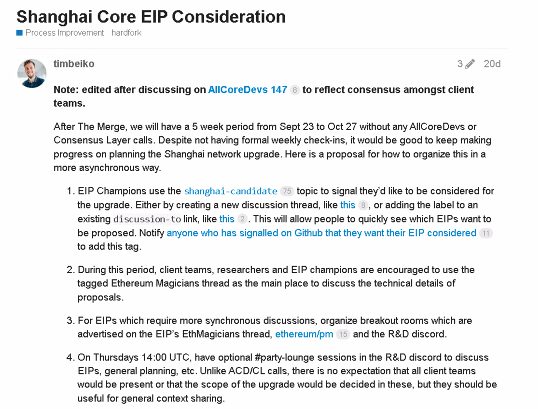 Shanghai Core EIP Consideration
Process Improvement hardfork
timbeiko
3 20d
Note: edited after discussing on AllCoreDevs 147 6 to reflect consensus amongst client
teams.
After The Merge, we will have a 5 week period from Sept 23 to Oct 27 without any AllCoreDevs or
Consensus Layer calls. Despite not having formal weekly check-ins, it would be good to keep making
progress on planning the Shanghai network upgrade. Here is a proposal for how to organize this in a
more asynchronous way.
1. EIP Champions use the shanghai-candidate 75 topic to signal they'd like to be considered for
the upgrade. Either by creating a new discussion thread, like this 8, or adding the label to an
existing discussion-to link, like this 2. This will allow people to quickly see which EIPs want to
be proposed. Notify anyone who has signalled on Github that they want their EIP considered 11
to add this tag.
2. During this period, client teams, researchers and EIP champions are encouraged to use the
tagged Ethereum Magicians thread as the main place to discuss the technical details of
proposals.
3. For EIPs which require more synchronous discussions, organize breakout rooms which are
advertised on the EIP's EthMagicians thread, ethereum/pm 15 and the R&D discord.
4. On Thursdays 14:00 UTC, have optional #party-lounge sessions in the R&D discord to discuss
EIPs, general planning, etc. Unlike ACD/CL calls, there is no expectation that all client teams
would be present or that the scope of the upgrade would be decided in these, but they should be
useful for general context sharing.